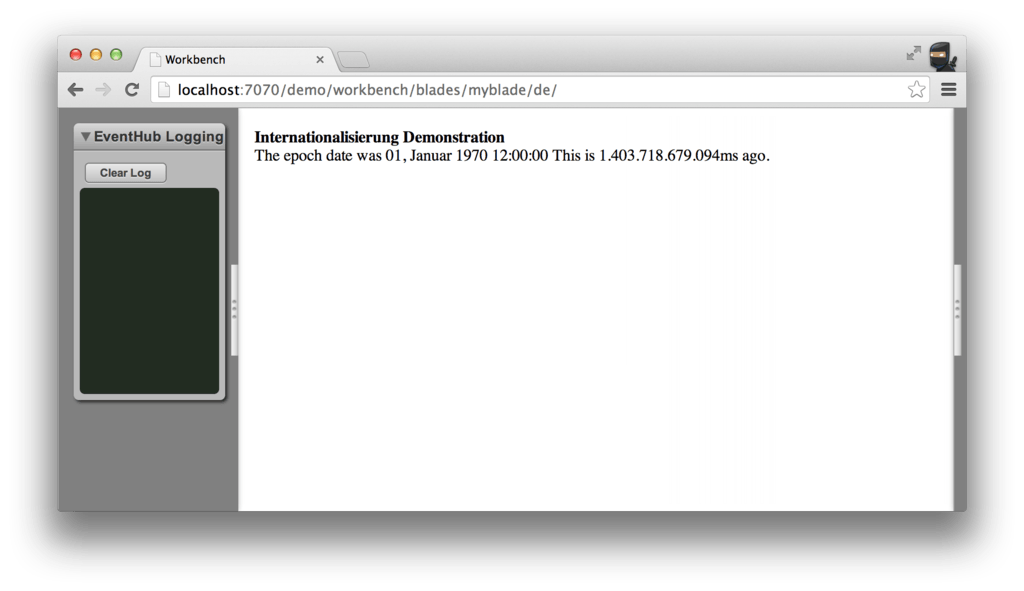 Workbench
localhost:7070/demo/workbench/blades/myblade/de/
EventHub Logging
Clear Log
Internationalisierung Demonstration
The epoch date was 01, Januar 1970 12:00:00 This is 1.403.718.679.094ms ago.